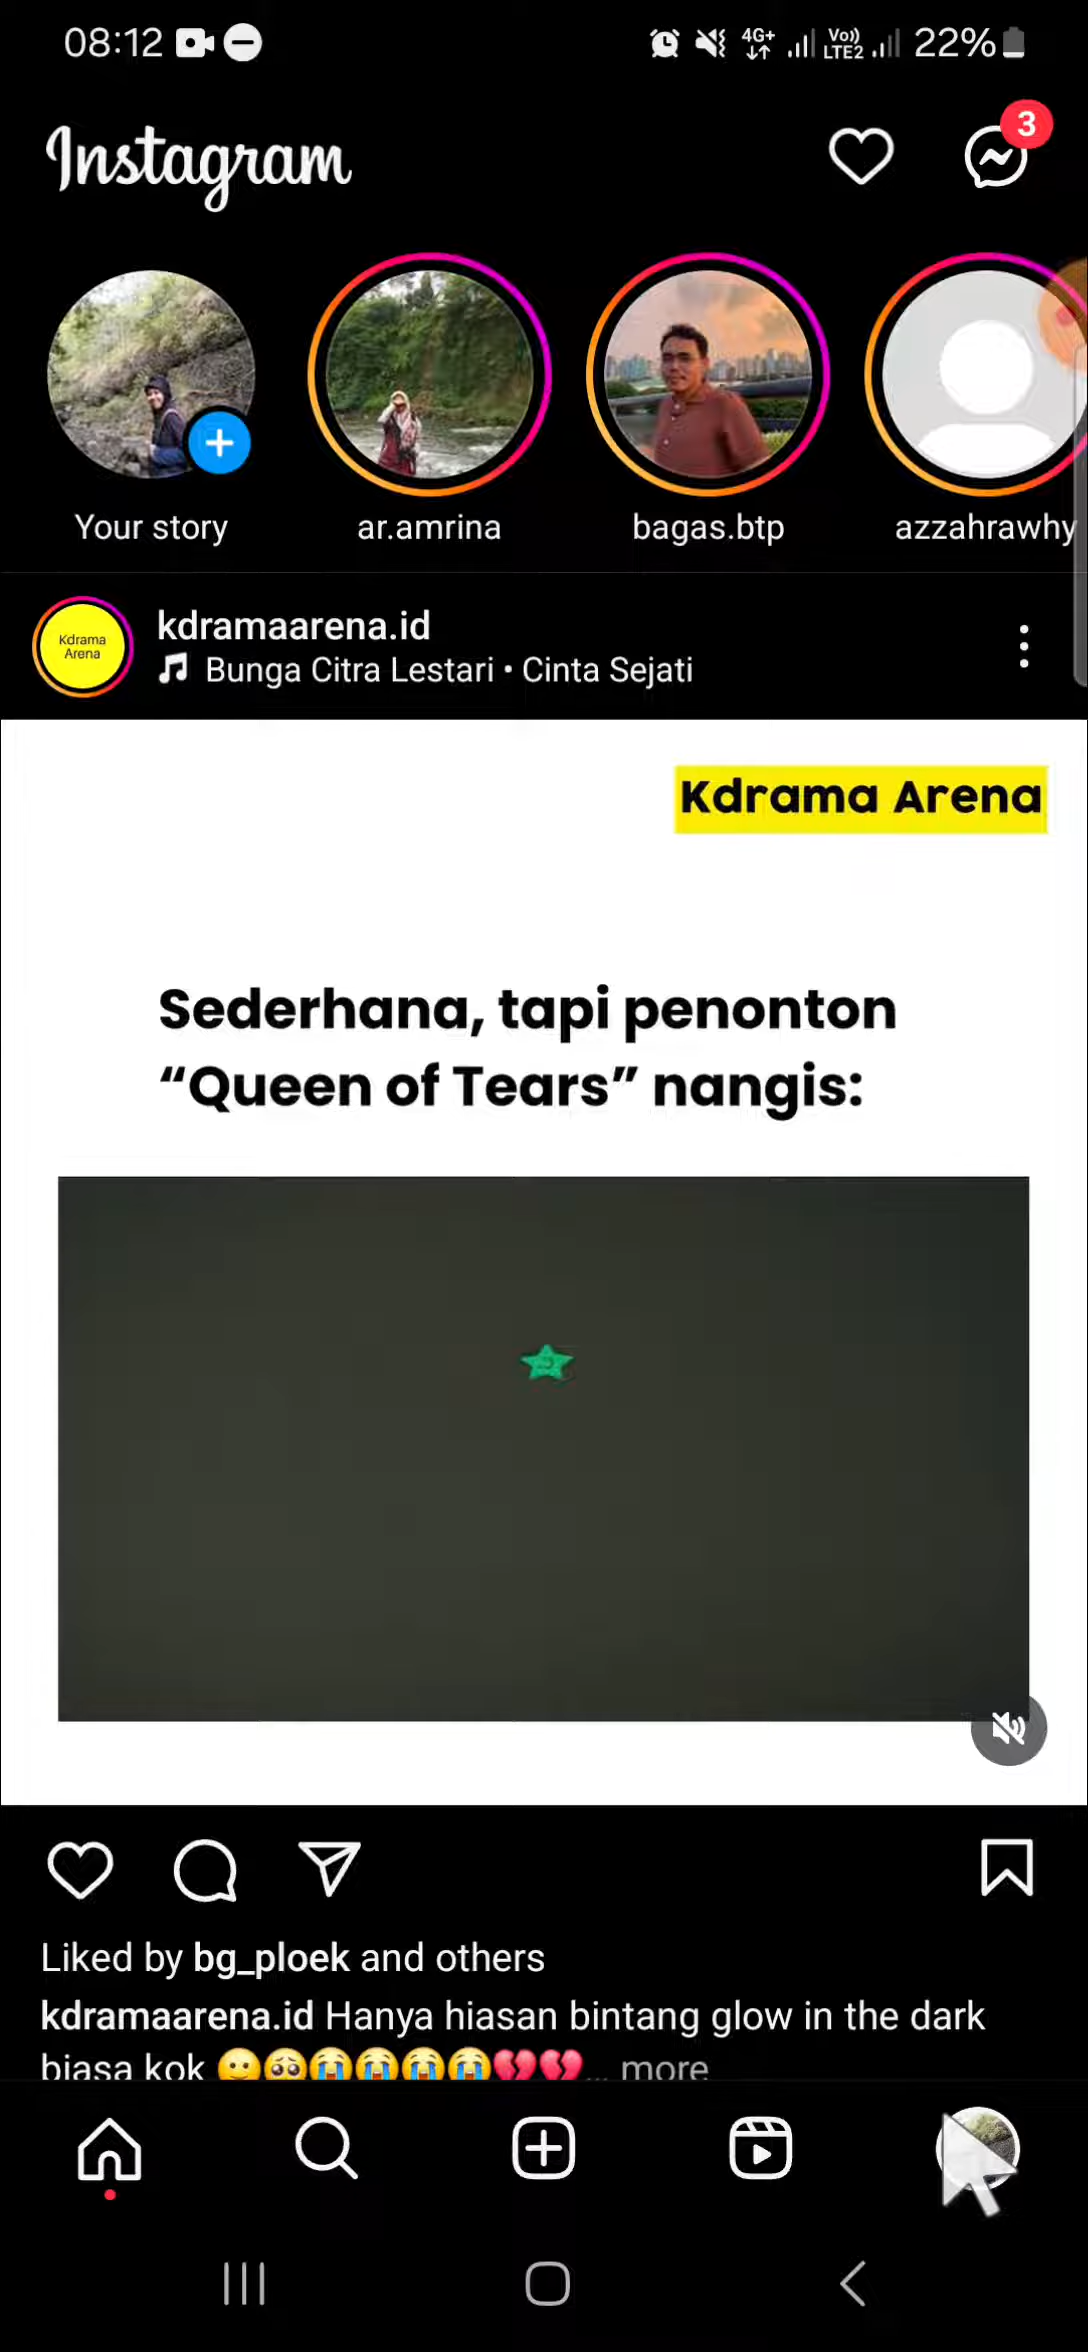 08:12
4G+
Vo))
LTE2
22%
Instagram
3
Your story
ar.amrina
bagas.btp
azzahrawhy
Kdrama
Arena
kdramaarena.id
Bunga Citra Lestari • Cinta Sejati
Kdrama Arena
Sederhana, tapi penonton
“Queen of Tears” nangis:
Liked by bg_ploek and others
kdramaarena.id Hanya hiasan bintang glow in the dark
biasa kok 🙂🥺😭😭😭😭💔💔... more